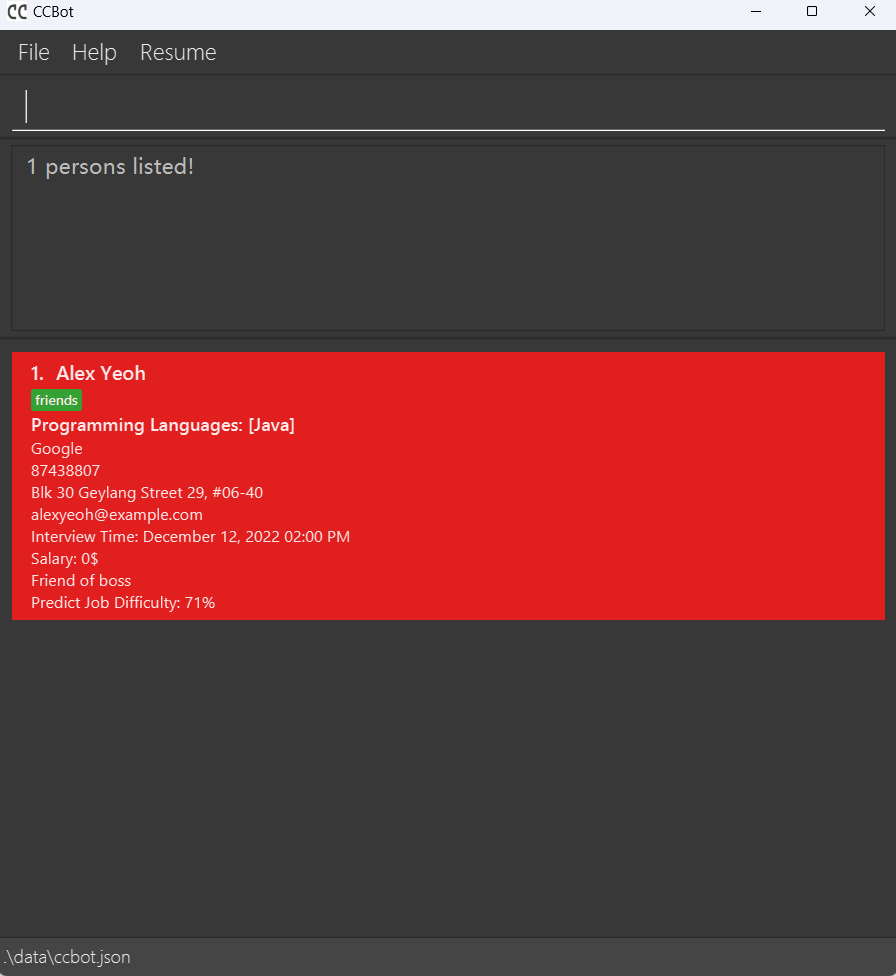 CC CCBot
File Help Resume
1 persons listed!
1. Alex Yeoh
friends
Programming Languages: [Java]
Google
87438807
Blk 30 Geylang Street 29, #06-40
alexyeoh@example.com
Interview Time: December 12, 2022 02:00 PM
Salary: 0$
Friend of boss
Predict Job Difficulty: 71%
.\data\ccbot.json